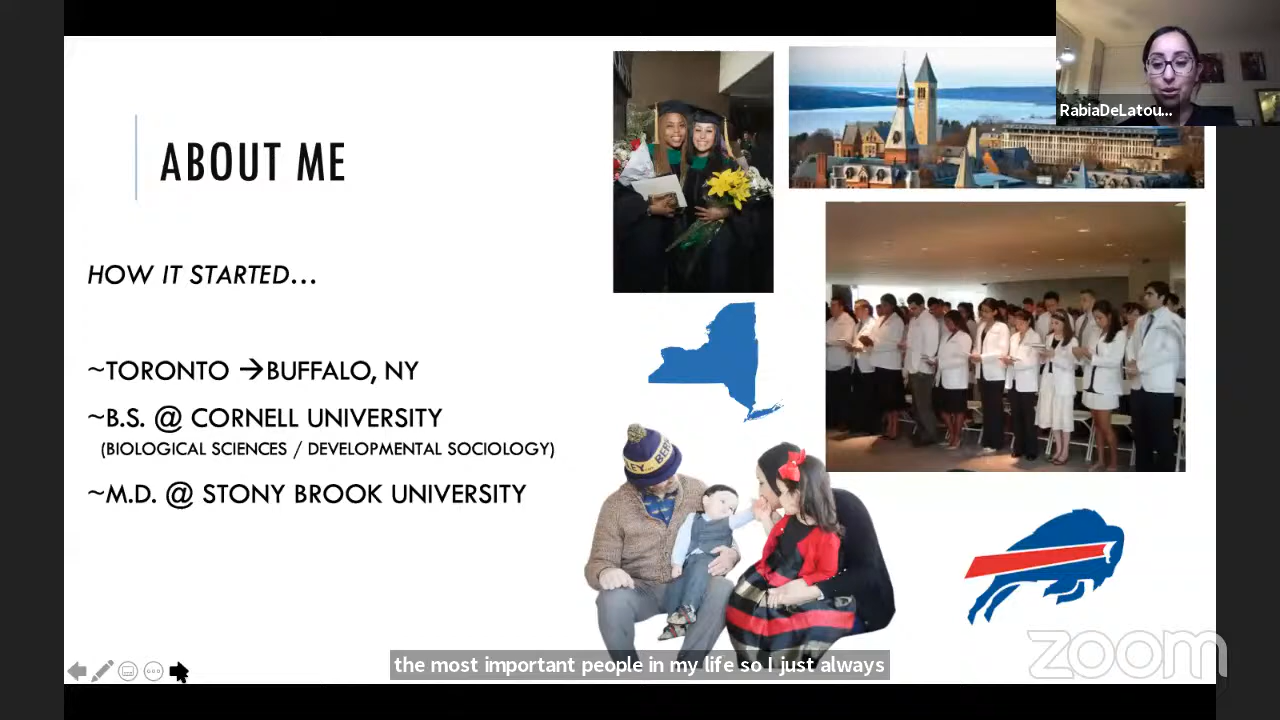 RabiaDeLatou...
ABOUT ME
HOW IT STARTED...
~TORONTO →BUFFALO, NY
~B.S. @ CORNELL UNIVERSITY
(BIOLOGICAL SCIENCES / DEVELOPMENTAL SOCIOLOGY)
~M.D. @ STONY BROOK UNIVERSITY
the most important people in my life so I just always
zoom